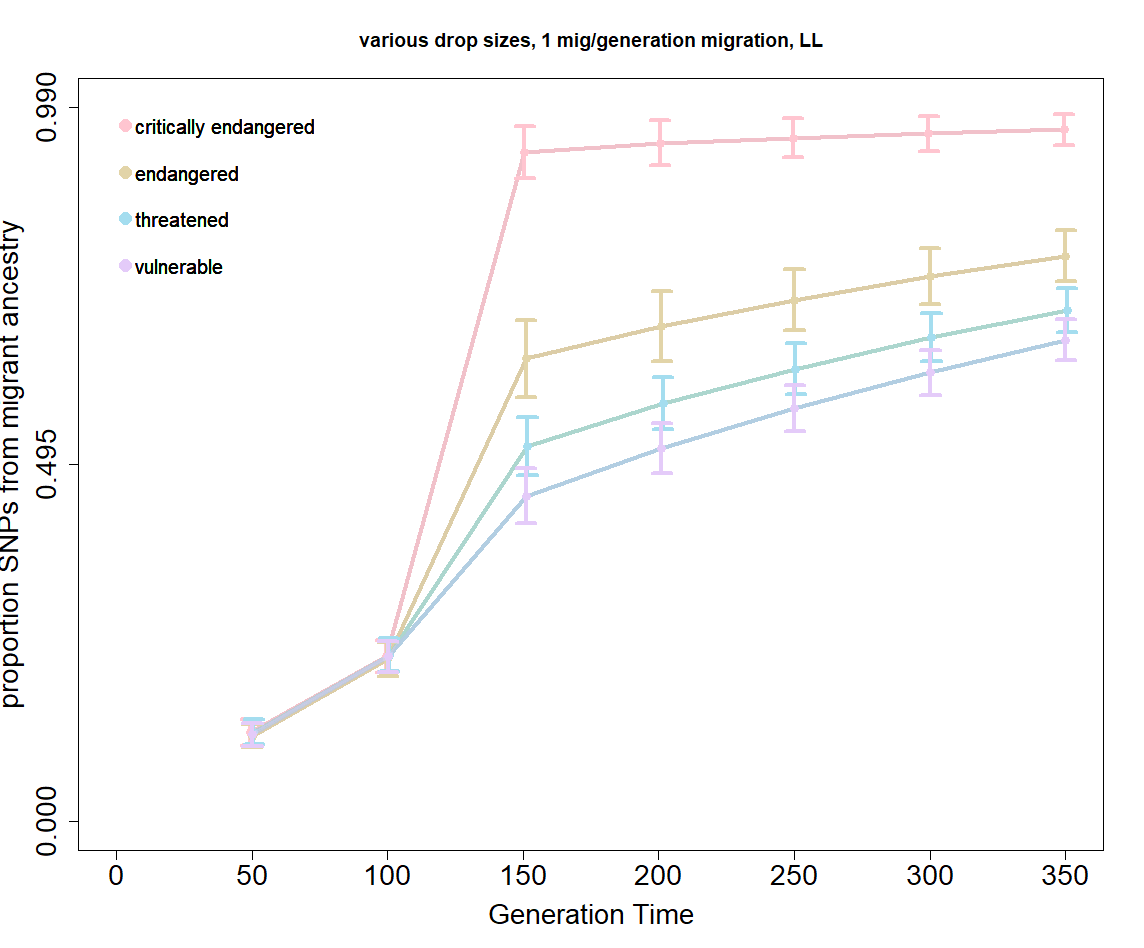 various drop sizes, 1 mig/generation migration, LL
critically endangered
endangered
threatened
vulnerable
proportion SNPs from migrant ancestry
0.990
0.495
0.000
0 50 100 150 200 250 300 350
Generation Time